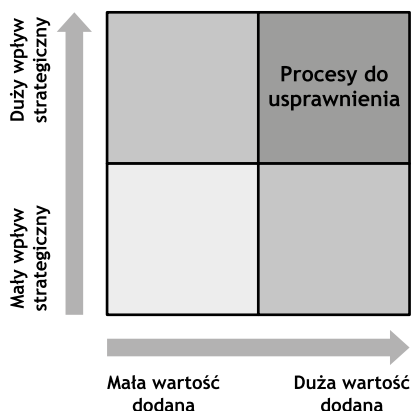 Duży wpływ
strategiczny
Procesy do
usprawnienia
Mały wpływ
strategiczny
Mała wartość
dodana
Duża wartość
dodana